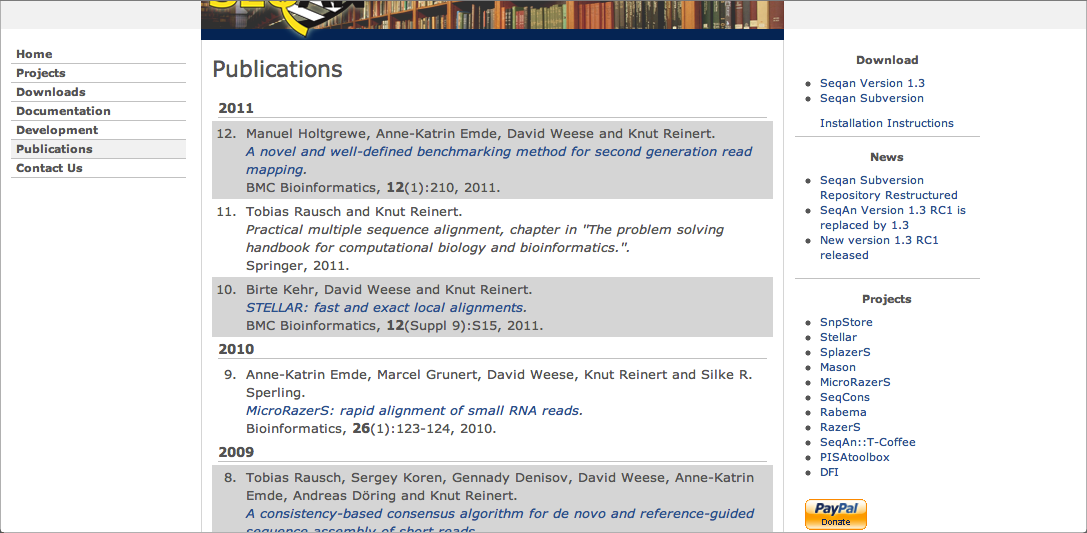 SEQ
Home
Projects
Downloads
Documentation
Development
Publications
Contact Us
Publications
2011
12. Manuel Holtgrewe, Anne-Katrin Emde, David Weese and Knut Reinert.
A novel and well-defined benchmarking method for second generation read
mapping.
BMC Bioinformatics, 12(1):210, 2011.
11. Tobias Rausch and Knut Reinert.
Practical multiple sequence alignment, chapter in "The problem solving
handbook for computational biology and bioinformatics.".
Springer, 2011.
10. Birte Kehr, David Weese and Knut Reinert.
STELLAR: fast and exact local alignments.
BMC Bioinformatics, 12(Suppl 9):S15, 2011.
2010
9. Anne-Katrin Emde, Marcel Grunert, David Weese, Knut Reinert and Silke R.
Sperling.
MicroRazerS: rapid alignment of small RNA reads.
Bioinformatics, 26(1):123-124, 2010.
2009
8. Tobias Rausch, Sergey Koren, Gennady Denisov, David Weese, Anne-Katrin
Emde, Andreas Döring and Knut Reinert.
A consistency-based consensus algorithm for de novo and reference-guided
sequence assembly of short reads.
Download
Seqan Version 1.3
Seqan Subversion
Installation Instructions
News
Seqan Subversion
Repository Restructured
SeqAn Version 1.3 RC1 is
replaced by 1.3
New version 1.3 RC1
released
Projects
SnpStore
Stellar
SplazerS
Mason
MicroRazerS
SeqCons
Rabema
RazerS
SeqAn::T-Coffee
PISAtoolbox
DFI
PayPal
Donate